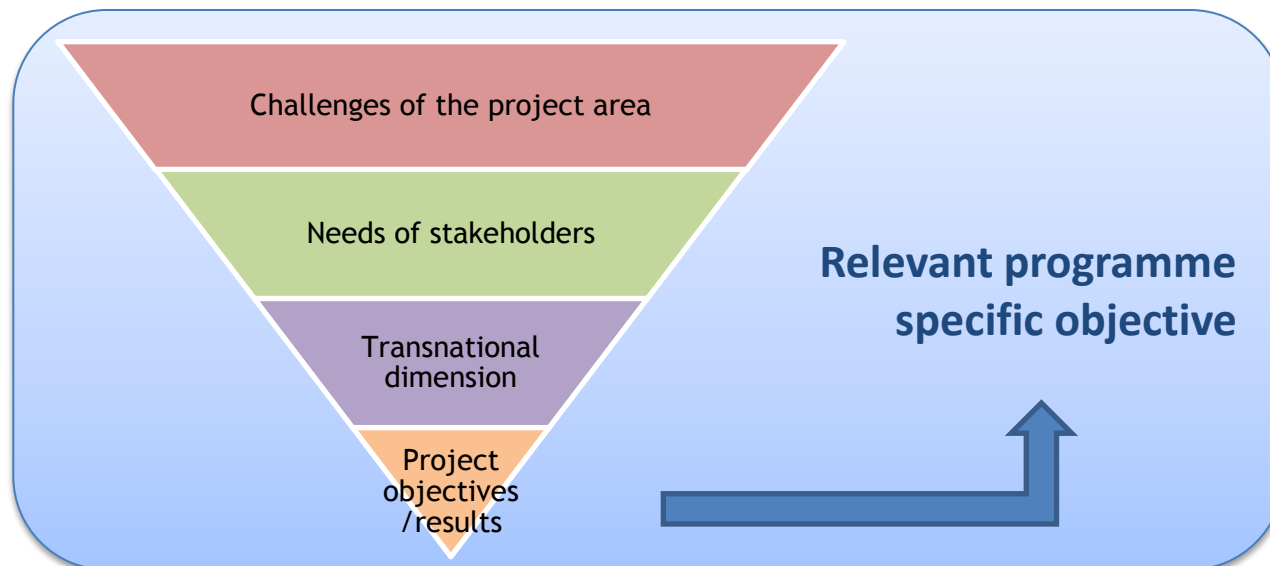 Challenges of the project area
Needs of stakeholders
Transnational
dimension
Project
objectives
/results
Relevant programme
specific objective